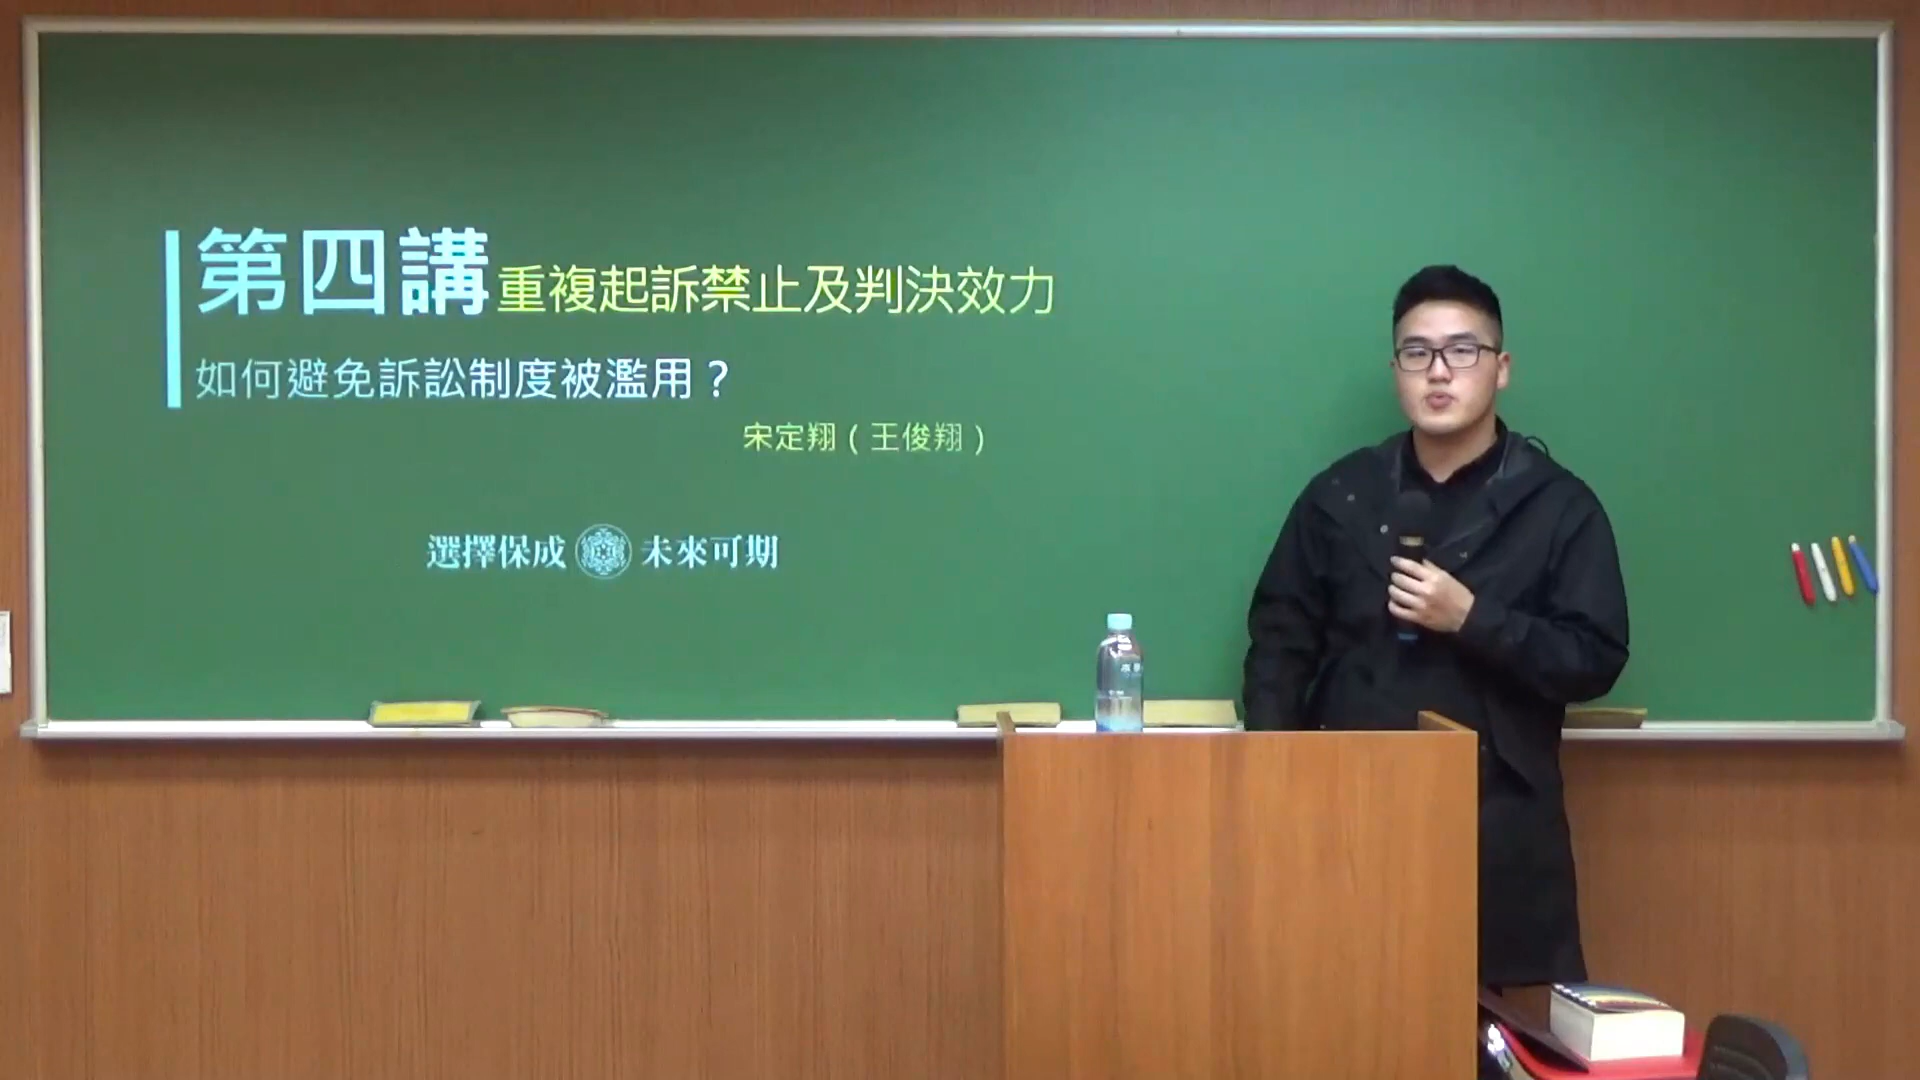 第四講 重複起訴禁止及判決效力
如何避免訴訟制度被濫用？
宋定翔（王俊翔）
選擇保成 未來可期